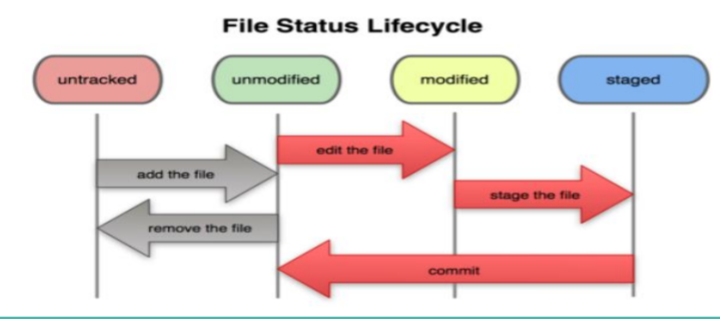 File Status Lifecycle
untracked
unmodified
modified
staged
edit the file
add the file
stage the file
remove the file
commit